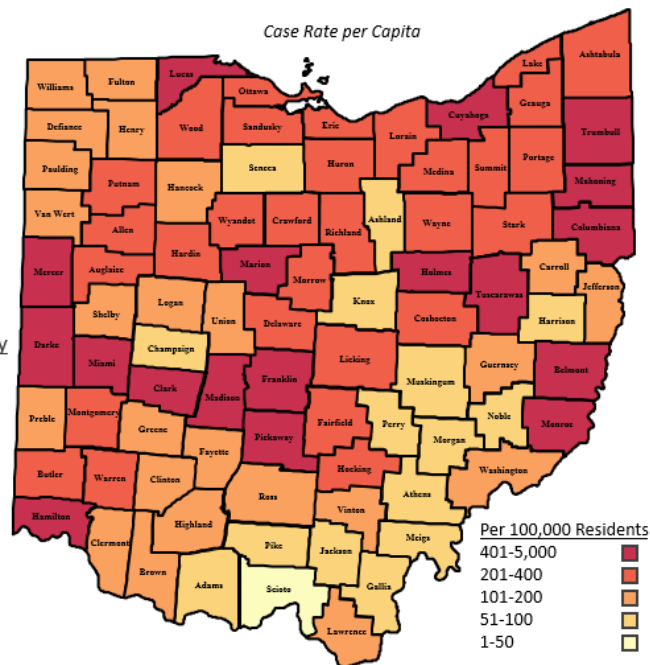 Case Rate per Capita
Ashtabula
Lake
Lucas
Williams
Fulton
Ottawa
Geauga
Cuyahoga
Erie
Defiance
Henry
Wood
Sandusky
Lorain
Trumbull
Portage
Huron
Medina
Summit
Paulding
Seneca
Putnam
Hancock
Mahoning
Van Wert
Wyandot
Crawford
Ashland
Wayne
Stark
Columbiana
Allen
Richland
Hardin
Mercer
Auglaize
Marion
Morrow
Holmes
Carroll
Tuscarawas
Jefferson
Logan
Shelby
Union
Knox
Delaware
Coshocton
Harrison
y
Darke
Champaign
Miami
Licking
Guernsey
Belmont
Clark
Franklin
Muskingum
Madison
Preble
Montgomery
Noble
Monroe
Greene
Fairfield
Perry
Pickaway
Morgan
Fayette
Hocking
Washington
Butler
Warren
Clinton
Athens
Ross
Vinton
Hamilton
Highland
Clermont
Pike
Jackson
Meigs
Brown
Adams
Scioto
Gallia
Lawrence
Per 100,000 Residents
401-5,000
201-400
101-200
51-100
1-50